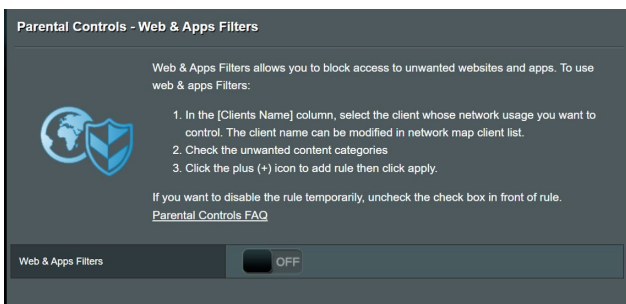 Parental Controls - Web & Apps Filters
Web & Apps Filters allows you to block access to unwanted websites and apps. To use
web & apps Filters:
1. In the [Clients Name] column, select the client whose network usage you want to
control. The client name can be modified in network map client list.
2. Check the unwanted content categories
3. Click the plus (+) icon to add rule then click apply.
If you want to disable the rule temporarily, uncheck the check box in front of rule.
Parental Controls FAQ
Web & Apps Filters
OFF